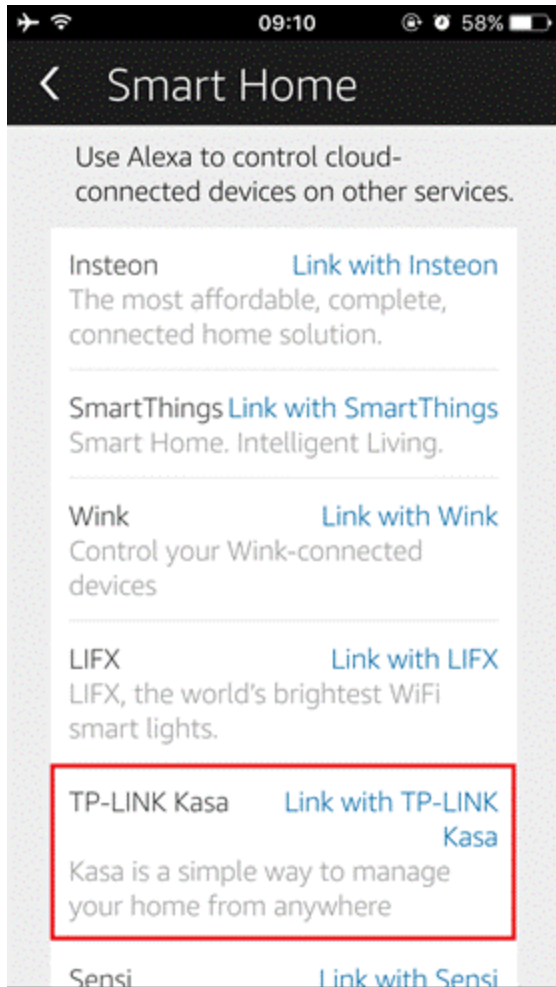 09:10
58%
Smart Home
Use Alexa to control cloud-
connected devices on other services.
Insteon Link with Insteon
The most affordable, complete,
connected home solution.
SmartThings Link with SmartThings
Smart Home. Intelligent Living.
Wink Link with Wink
Control your Wink-connected
devices
LIFX Link with LIFX
LIFX, the world's brightest WiFi
smart lights.
TP-LINK Kasa Link with TP-LINK
Kasa
Kasa is a simple way to manage
your home from anywhere
Sensi Link with Sensi